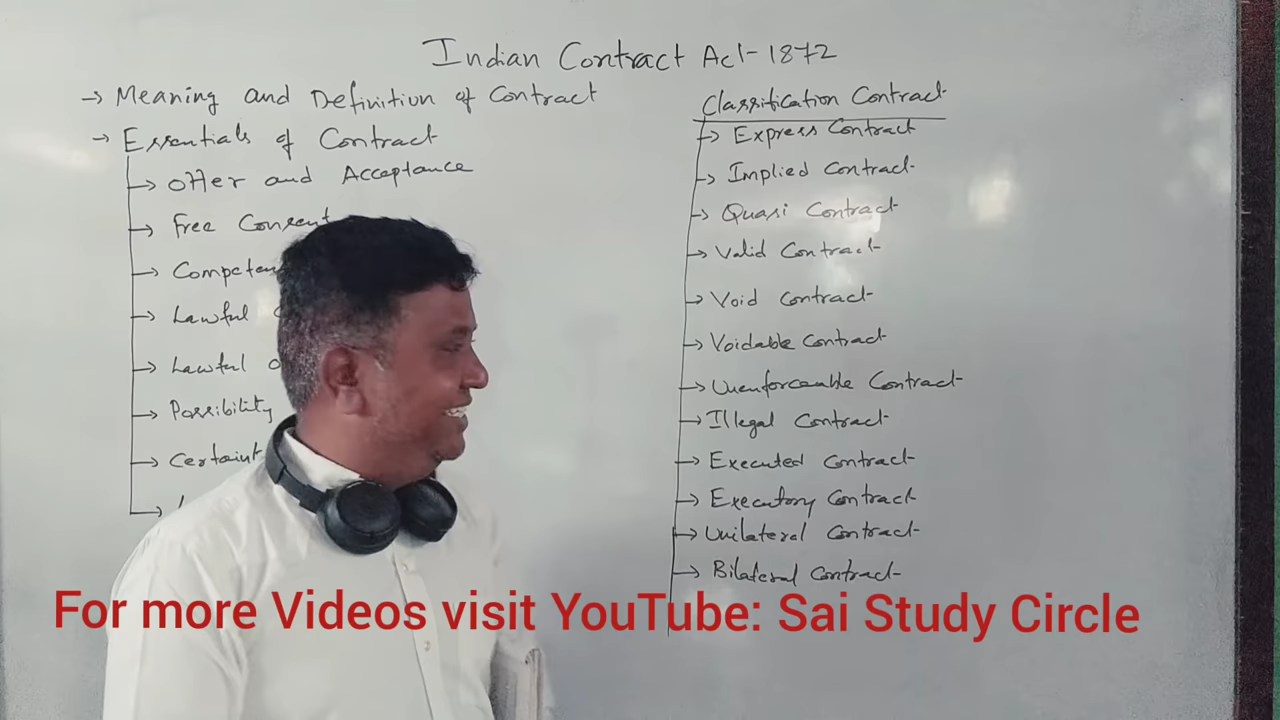 Indian Contract Act-1872
→ Meaning and Definition of Contract
→ Essentials of Contract
→ Offer and Acceptance
→ Free Consent
→ Lawful
→ Lawful
→ Possibility
Classification Contract
→ Express Contract
→ Implied Contract
→ Quasi Contract
→ Valid Contract
→ Void Contract
→ Voidable Contract
→ Unenforceable Contract
→ Illegal Contract
→ Executed Contract
→ Executory Contract
→ Unilateral Contract
→ Bilateral Contract
For more Videos visit YouTube: Sai Study Circle